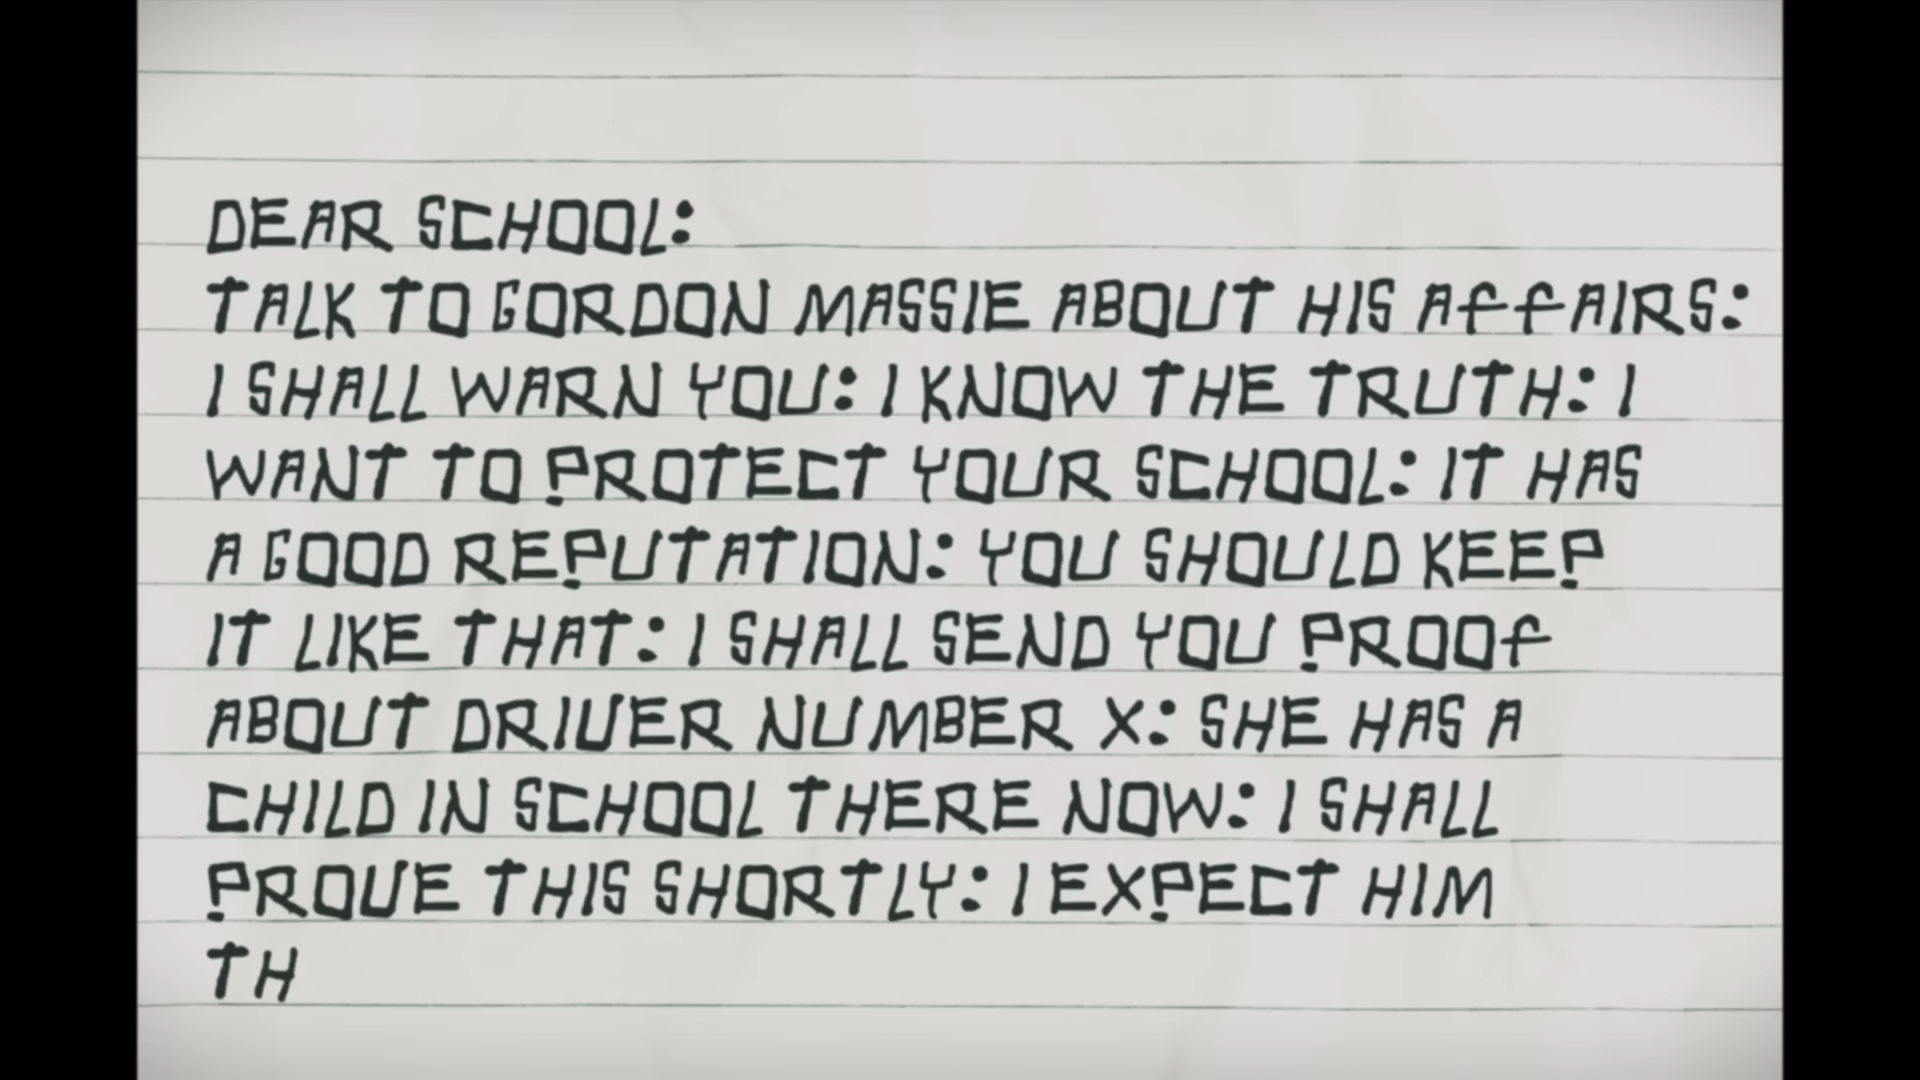 DEAR SCHOOL:
TALK TO GORDON MASSIE ABOUT HIS AffAIRS:
I SHALL WARN YOU: I KNOW THE TRUTH: I
WANT TO PROTECT YOUR SCHOOL: IT HAS
A GOOD REPUTATION: YOU SHOULD KEEP
IT LIKE THAT: I SHALL SEND YOU PROOf
ABOUT DRIVER NUMBER X: SHE HAS A
CHILD IN SCHOOL THERE NOW: I SHALL
PROVE THIS SHORTLY: I EXPECT HIM
TH